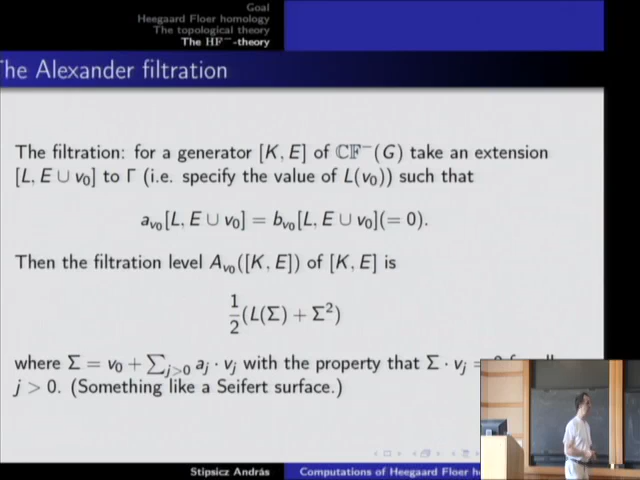 Goal
Heegaard Floer homology
The topological theory
The HF⁻-theory
The Alexander filtration
The filtration: for a generator [K, E] of ℂ𝔽⁻(G) take an extension
[L, E ∪ v₀] to Γ (i.e. specify the value of L(v₀)) such that
a_{v₀}[L, E ∪ v₀] = b_{v₀}[L, E ∪ v₀](= 0).
Then the filtration level A_{v₀}([K, E]) of [K, E] is
1/2(L(Σ) + Σ²)
where Σ = v₀ + ∑_{j>0} a_j · v_j with the property that Σ · v_j =
j > 0. (Something like a Seifert surface.)
Stipsicz András
Computations of Heegaard Floer